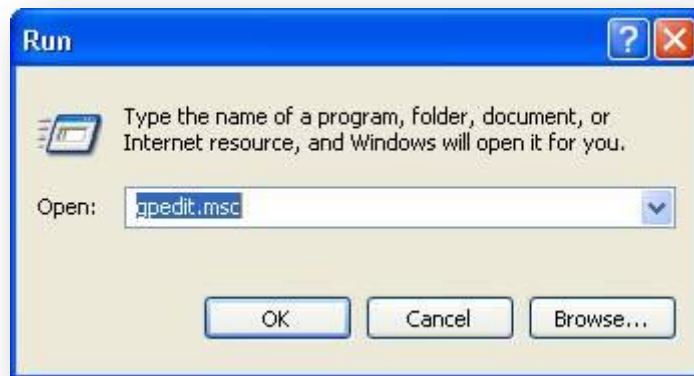 Run
Type the name of a program, folder, document, or
Internet resource, and Windows will open it for you.
Open: gpedit.msc
OK Cancel Browse...